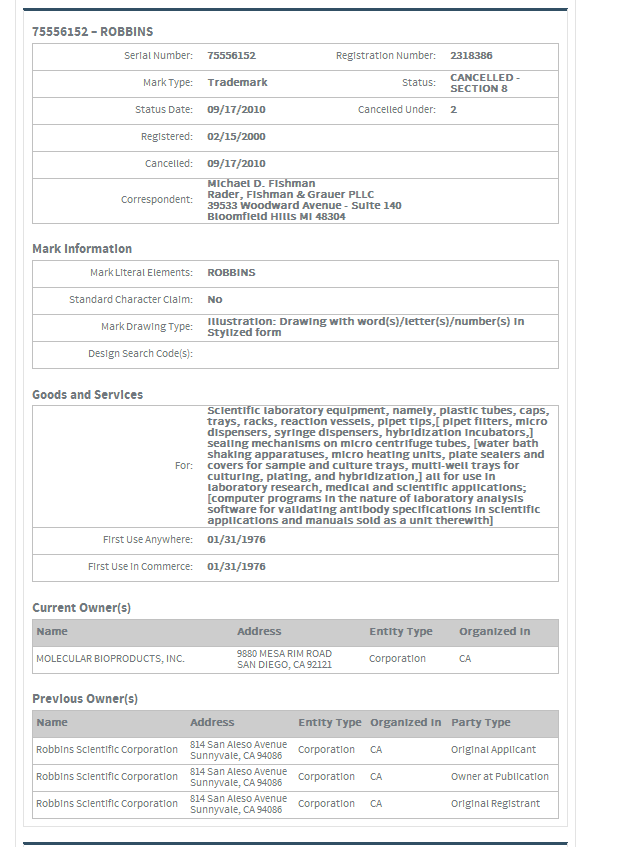 75556152 – ROBBINS
Serial Number: 75556152 Registration Number: 2318386
Mark Type: Trademark Status: CANCELLED - SECTION 8
Status Date: 09/17/2010 Cancelled Under: 2
Registered: 02/15/2000
Cancelled: 09/17/2010
Correspondent: Michael D. Fishman
Rader, Fishman & Grauer PLLC
39533 Woodward Avenue - Suite 140
Bloomfield Hills MI 48304
Mark Information
Mark Literal Elements: ROBBINS
Standard Character Claim: No
Mark Drawing Type: Illustration: Drawing with word(s)/letter(s)/number(s) in
Stylized form
Design Search Code(s):
Goods and Services
For: Scientific laboratory equipment, namely, plastic tubes, caps,
trays, racks, reaction vessels, pipet tips,[ pipet filters, micro
dispensers, syringe dispensers, hybridization incubators,]
sealing mechanisms on micro centrifuge tubes, [water bath
shaking apparatuses, micro heating units, plate sealers and
covers for sample and culture trays, multi-well trays for
culturing, plating, and hybridization,] all for use in
laboratory research, medical and scientific applications;
[computer programs in the nature of laboratory analysis
software for validating antibody specifications in scientific
applications and manuals sold as a unit therewith]
First Use Anywhere: 01/31/1976
First Use in Commerce: 01/31/1976
Current Owner(s)
Name Address Entity Type Organized In
MOLECULAR BIOPRODUCTS, INC. 9880 MESA RIM ROAD
SAN DIEGO, CA 92121 Corporation CA
Previous Owner(s)
Name Address Entity Type Organized In Party Type
Robbins Scientific Corporation 814 San Aleso Avenue
Sunnyvale, CA 94086 Corporation CA Original Applicant
Robbins Scientific Corporation 814 San Aleso Avenue
Sunnyvale, CA 94086 Corporation CA Owner at Publication
Robbins Scientific Corporation 814 San Aleso Avenue
Sunnyvale, CA 94086 Corporation CA Original Registrant